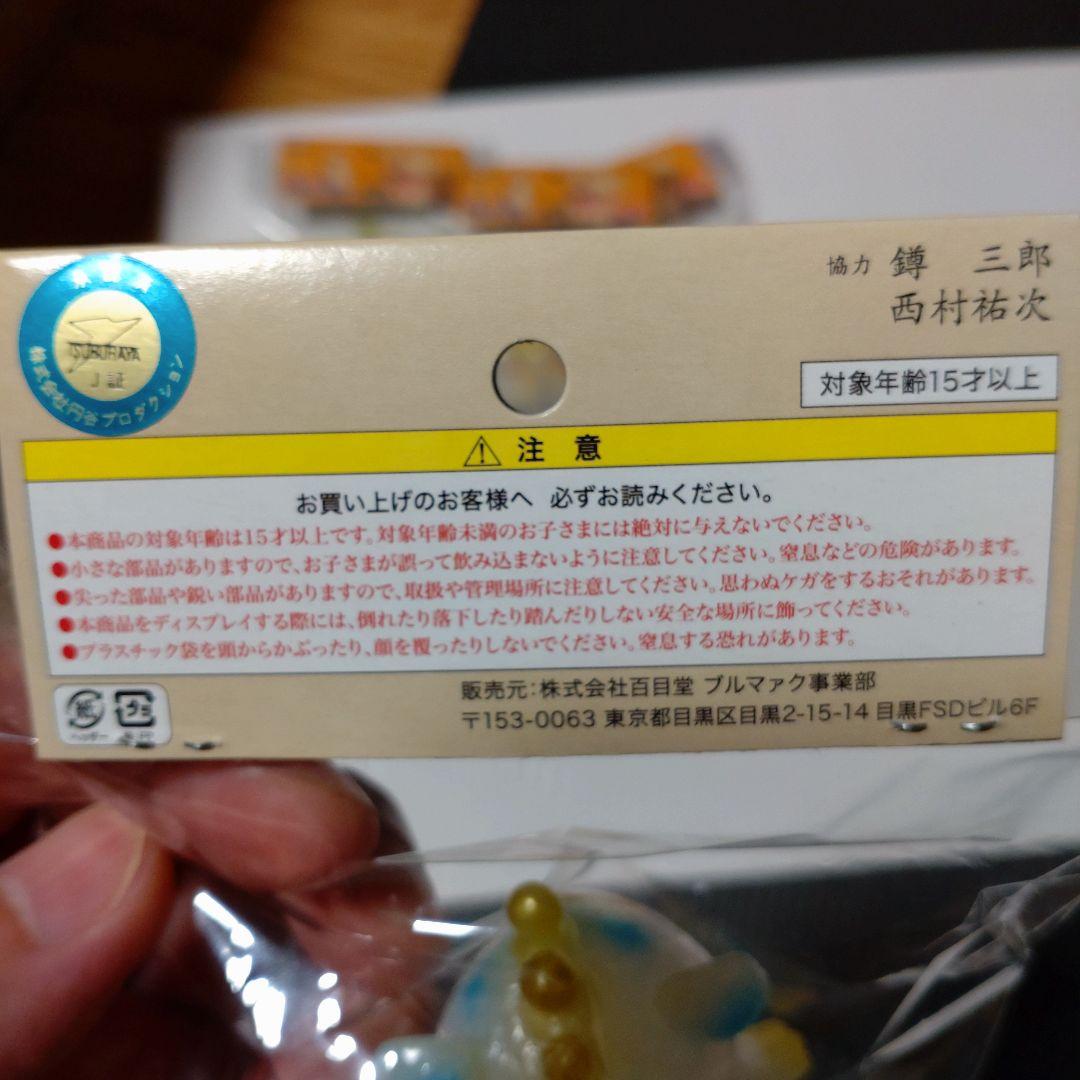 協力 鐏 三郎
西村祐次
TSUBURAYA
J 証
株式会社円谷プロダクション
対象年齢15才以上
注 意
お買い上げのお客様へ 必ずお読みください。
●本商品の対象年齢は15才以上です。対象年齢未満のお子さまには絶対に与えないでください。
●小さな部品がありますので、お子さまが誤って飲み込まないように注意してください。窒息などの危険があります。
●尖った部品や鋭い部品がありますので、取扱や管理場所に注意してください。思わぬケガをするおそれがあります。
●本商品をディスプレイする際には、倒れたり落下したり踏んだりしない安全な場所に飾ってください。
●プラスチック袋を頭からかぶったり、顔を覆ったりしないでください。窒息する恐れがあります。
紙 プラ
ヘッダー
販売元:株式会社百目堂 ブルマァク事業部
〒153-0063 東京都目黒区目黒2-15-14 目黒FSDビル6F